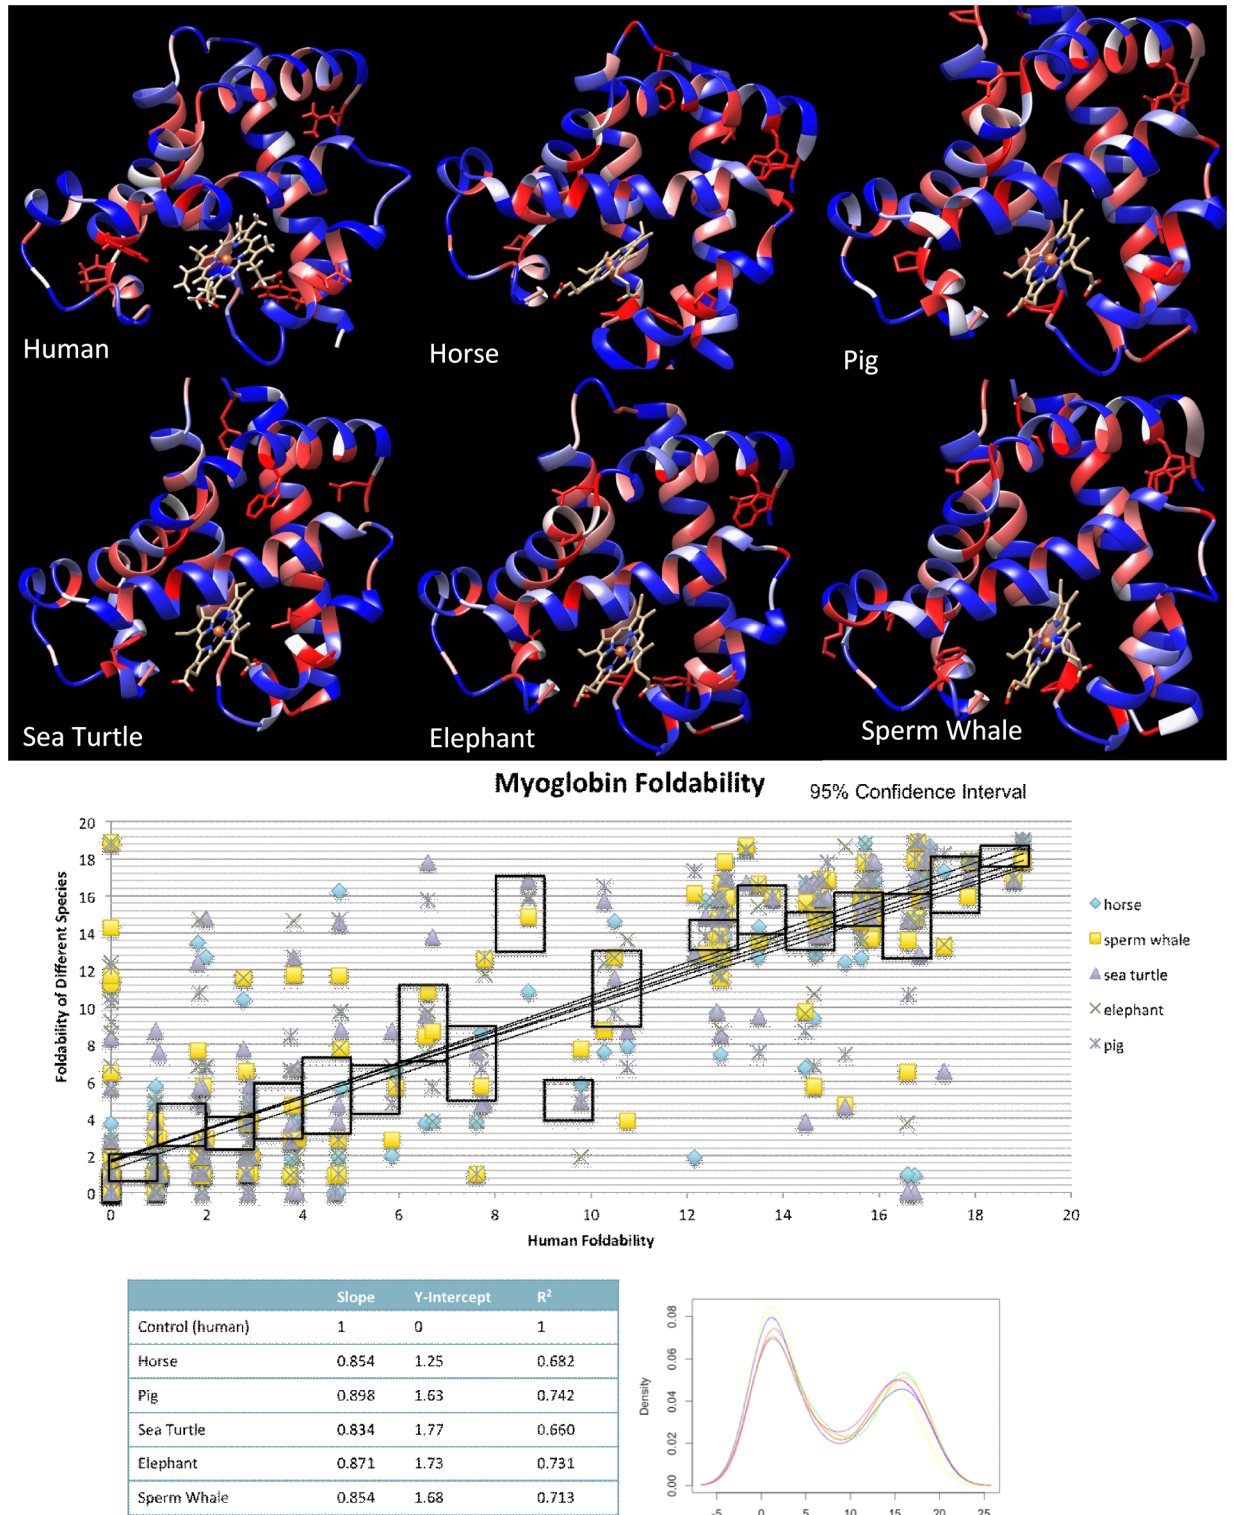 Human
Horse
Pig
Sea Turtle
Elephant
Sperm Whale
Myoglobin Foldability
95% Confidence Interval
Foldability of Different Species
20
18
16
14
12
10
8
6
4
2
0
0 2 4 6 8 10 12 14 16 18 20
Human Foldability
horse
sperm whale
sea turtle
elephant
pig
Slope Y-Intercept R²
Control (human) 1 0 1
Horse 0.854 1.25 0.682
Pig 0.898 1.63 0.742
Sea Turtle 0.834 1.77 0.660
Elephant 0.871 1.73 0.731
Sperm Whale 0.854 1.68 0.713
Density
0.08
0.06
0.04
0.02
0.00
-5 0 5 10 15 20 25